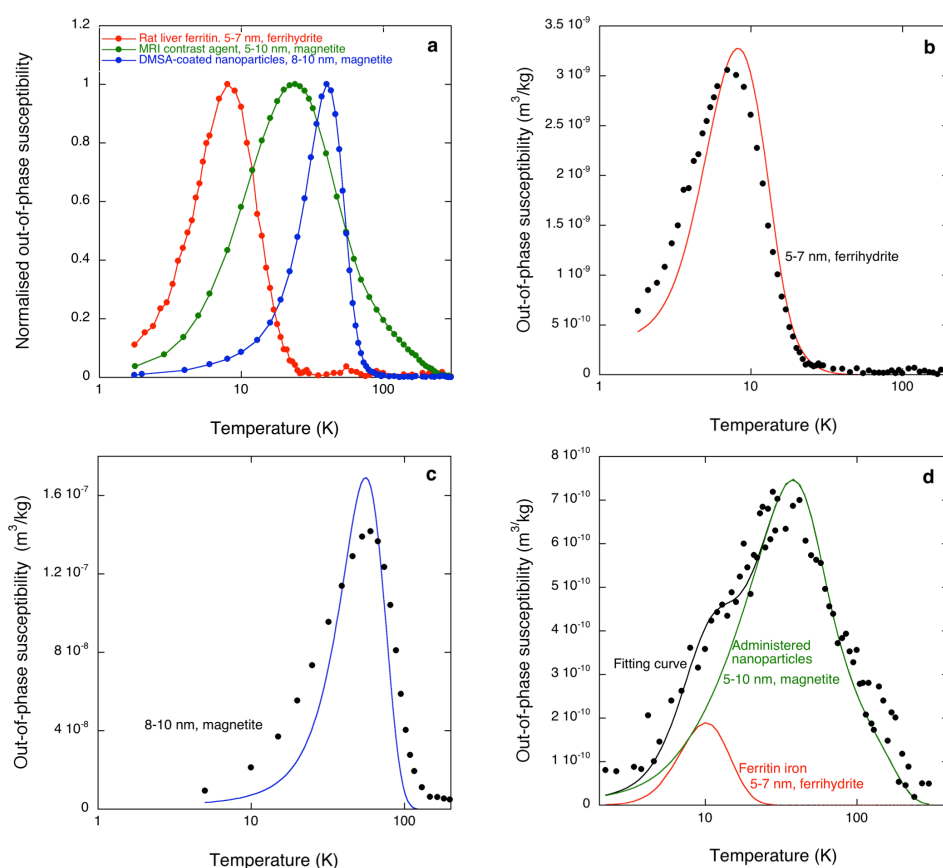 1.2
1
0.8
0.6
0.4
0.2
0
Normalised out-of-phase susceptibility
Rat liver ferritin. 5-7 nm, ferrihydrite
MRI contrast agent, 5-10 nm, magnetite
DMSA-coated nanoparticles, 8-10 nm, magnetite
a
1 10 100
Temperature (K)
3.5 10⁻⁹
3 10⁻⁹
2.5 10⁻⁹
2 10⁻⁹
1.5 10⁻⁹
1 10⁻⁹
5 10⁻¹⁰
0
Out-of-phase susceptibility (m³/kg)
b
5-7 nm, ferrihydrite
1 10 100
Temperature (K)
1.6 10⁻⁷
1.2 10⁻⁷
8 10⁻⁸
4 10⁻⁸
0
Out-of-phase susceptibility (m³/kg)
c
8-10 nm, magnetite
1 10 100
Temperature (K)
8 10⁻¹⁰
7 10⁻¹⁰
6 10⁻¹⁰
5 10⁻¹⁰
4 10⁻¹⁰
3 10⁻¹⁰
2 10⁻¹⁰
1 10⁻¹⁰
0
Out-of-phase susceptibility (m³/kg)
d
Fitting curve
Administered
nanoparticles
5-10 nm, magnetite
Ferritin iron
5-7 nm, ferrihydrite
10 100
Temperature (K)